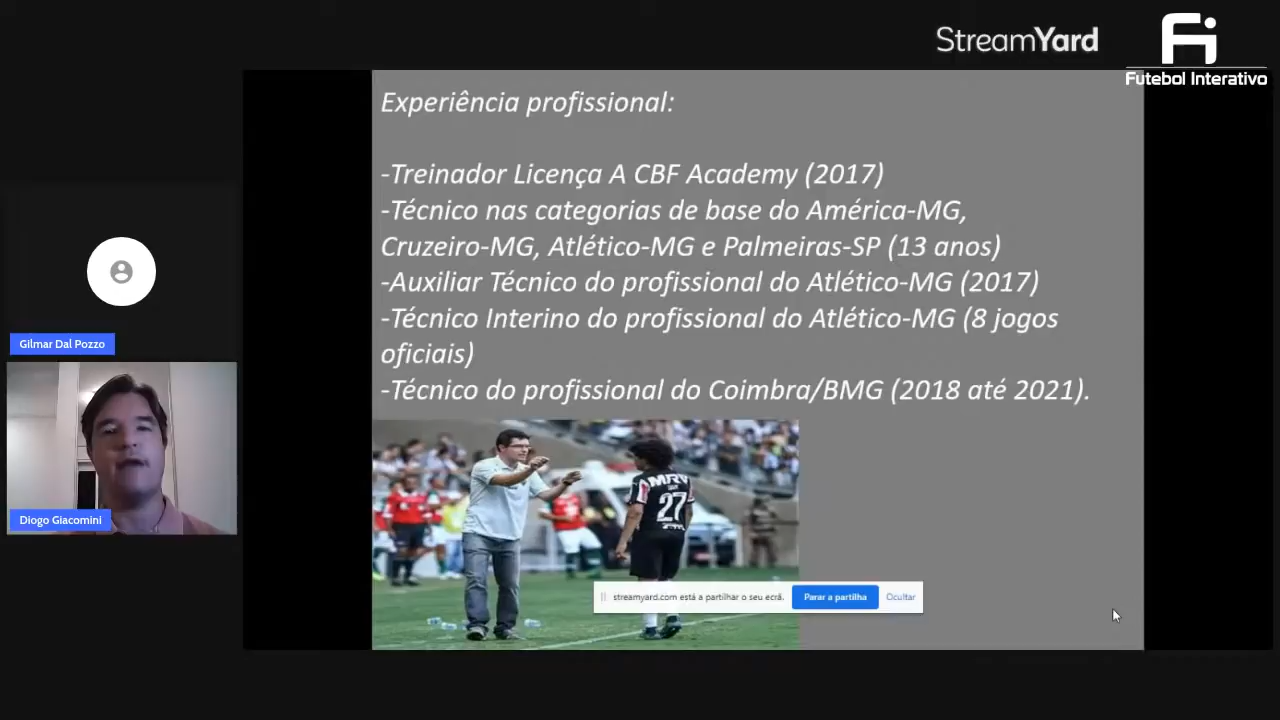 StreamYard
Futebol Interativo
Experiência profissional:
-Treinador Licença A CBF Academy (2017)
-Técnico nas categorias de base do América-MG,
Cruzeiro-MG, Atlético-MG e Palmeiras-SP (13 anos)
-Auxiliar Técnico do profissional do Atlético-MG (2017)
-Técnico Interino do profissional do Atlético-MG (8 jogos
oficiais)
-Técnico do profissional do Coimbra/BMG (2018 até 2021).
Gilmar Dal Pozzo
Diogo Giacomini
MRV
27
streamyard.com está a partilhar o seu ecrã.
Parar a partilha
Ocultar